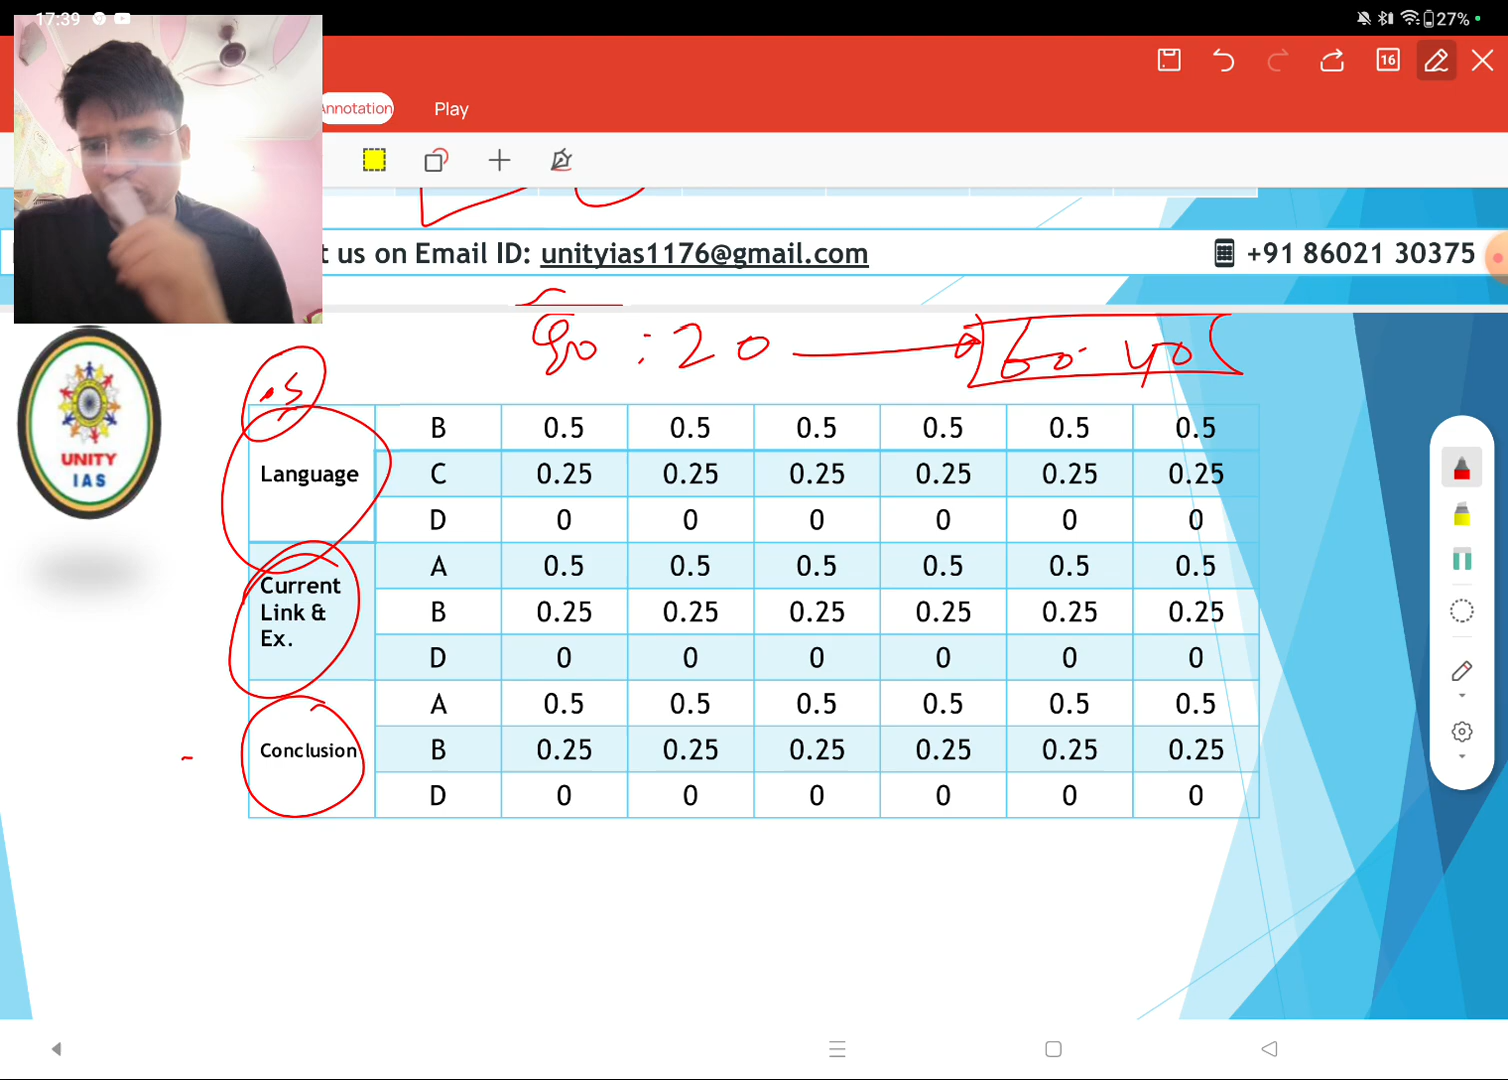 17:39
27%
16
Annotation
Play
t us on Email ID: unityias1176@gmail.com
+91 86021 30375
80 : 20 60 40
.5
UNITY
IAS
B 0.5 0.5 0.5 0.5 0.5 0.5
Language C 0.25 0.25 0.25 0.25 0.25 0.25
D 0 0 0 0 0 0
Current Link & Ex. A 0.5 0.5 0.5 0.5 0.5 0.5
B 0.25 0.25 0.25 0.25 0.25 0.25
D 0 0 0 0 0 0
A 0.5 0.5 0.5 0.5 0.5 0.5
Conclusion B 0.25 0.25 0.25 0.25 0.25 0.25
D 0 0 0 0 0 0